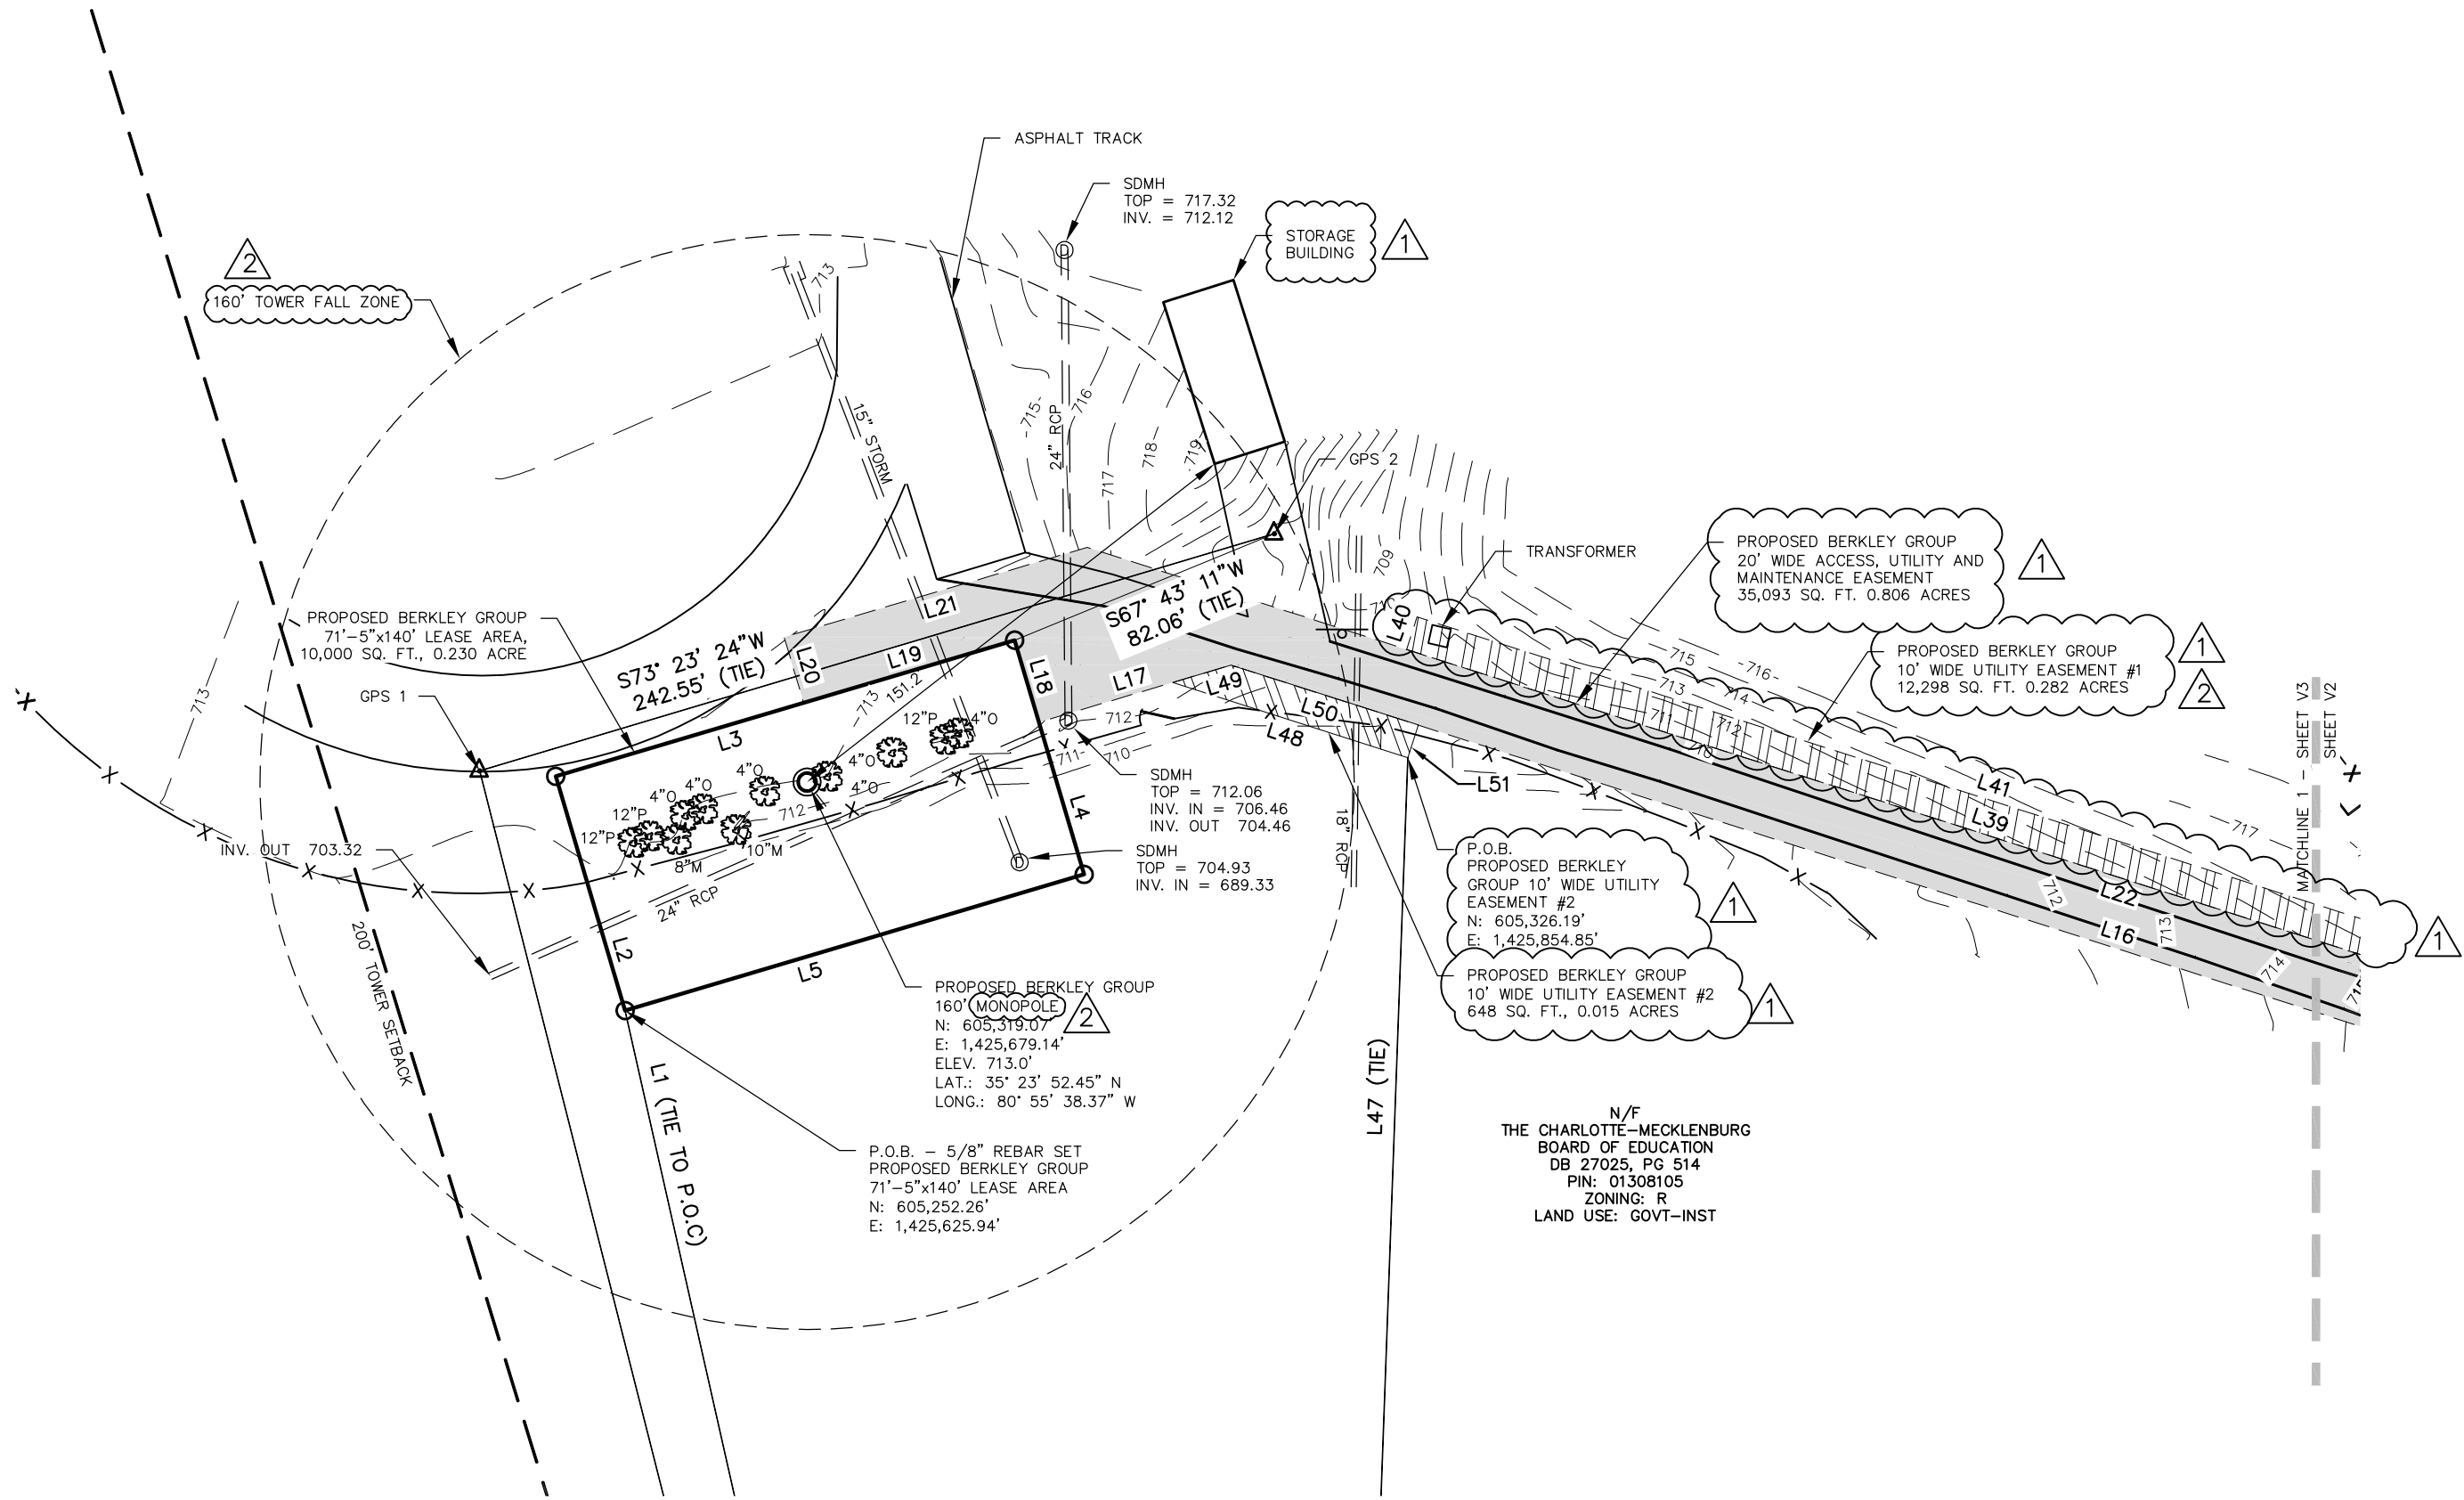 ASPHALT TRACK
SDMH
TOP = 717.32
INV. = 712.12
STORAGE
BUILDING
1
2
160' TOWER FALL ZONE
713
15" STORM
715
716
24" RCP
717
718
719
GPS 2
709
TRANSFORMER
PROPOSED BERKLEY GROUP
20' WIDE ACCESS, UTILITY AND
MAINTENANCE EASEMENT
35,093 SQ. FT. 0.806 ACRES
1
PROPOSED BERKLEY GROUP
10' WIDE UTILITY EASEMENT #1
12,298 SQ. FT. 0.282 ACRES
1
2
MATCHLINE 1 - SHEET V3
SHEET V2
PROPOSED BERKLEY GROUP
71'-5"x140' LEASE AREA,
10,000 SQ. FT., 0.230 ACRE
GPS 1
713
S73° 23' 24"W
242.55' (TIE)
S67° 43' 11"W
82.06' (TIE)
L21
L20
L19
L18
L17
L3
713
151.2
L49
L50
L48
L51
L40
715
716
713
714
711
712
710
L41
L39
L22
L16
717
712
713
714
715
12"P
4"O
4"O
4"O
4"O
4"O
4"O
12"P
12"P
8"M
10"M
712
712
711
710
L4
L2
L5
24" RCP
18" RCP
INV. OUT 703.32
200' TOWER SETBACK
SDMH
TOP = 712.06
INV. IN = 706.46
INV. OUT 704.46
SDMH
TOP = 704.93
INV. IN = 689.33
P.O.B.
PROPOSED BERKLEY
GROUP 10' WIDE UTILITY
EASEMENT #2
N: 605,326.19'
E: 1,425,854.85'
1
PROPOSED BERKLEY GROUP
10' WIDE UTILITY EASEMENT #2
648 SQ. FT., 0.015 ACRES
1
1
PROPOSED BERKLEY GROUP
160' MONOPOLE
2
N: 605,319.07'
E: 1,425,679.14'
ELEV. 713.0'
LAT.: 35° 23' 52.45" N
LONG.: 80° 55' 38.37" W
L1 (TIE TO P.O.C)
L47 (TIE)
P.O.B. - 5/8" REBAR SET
PROPOSED BERKLEY GROUP
71'-5"x140' LEASE AREA
N: 605,252.26'
E: 1,425,625.94'
N/F
THE CHARLOTTE-MECKLENBURG
BOARD OF EDUCATION
DB 27025, PG 514
PIN: 01308105
ZONING: R
LAND USE: GOVT-INST